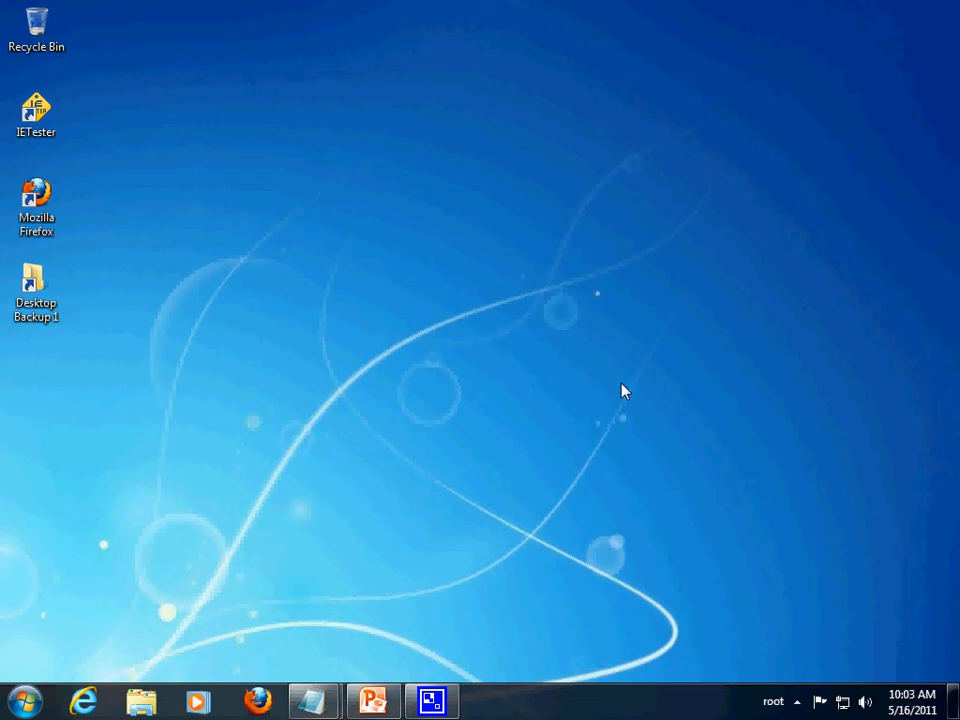 Recycle Bin
IETester
Mozilla
Firefox
Desktop
Backup 1
root
10:03 AM
5/16/2011